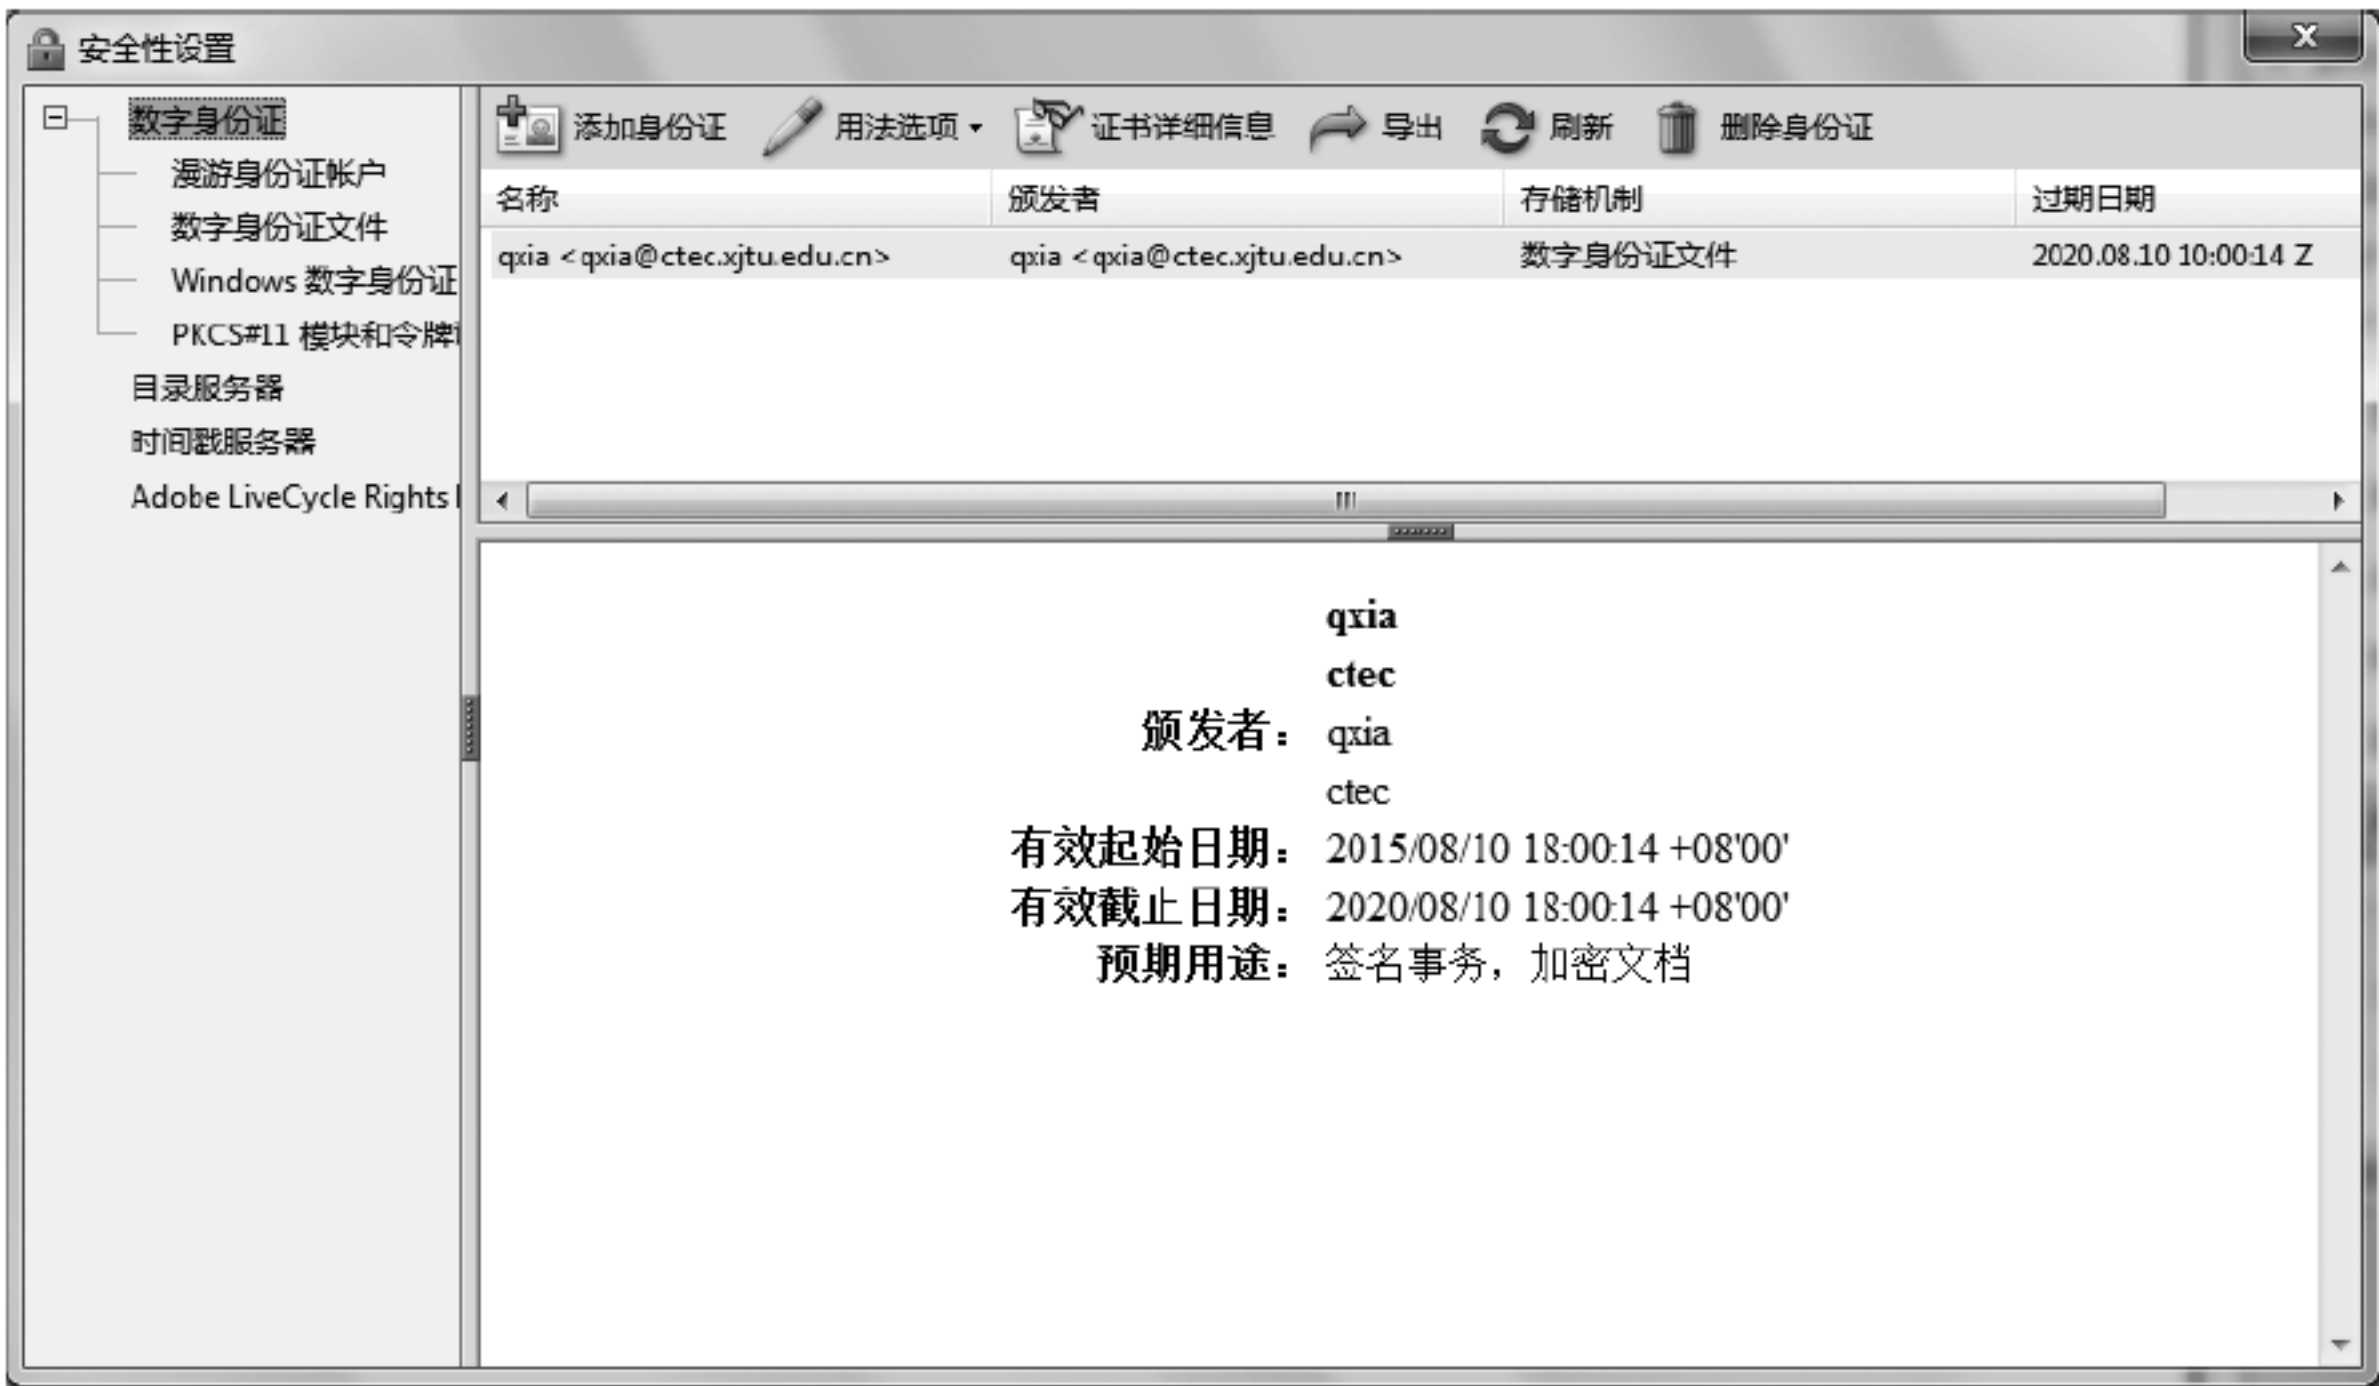 安全性设置
数字身份证
漫游身份证帐户
数字身份证文件
Windows 数字身份证
PKCS#11 模块和令牌
目录服务器
时间戳服务器
Adobe LiveCycle Rights
添加身份证 用法选项 证书详细信息 导出 刷新 删除身份证
名称 颁发者 存储机制 过期日期
qxia <qxia@ctec.xjtu.edu.cn> qxia <qxia@ctec.xjtu.edu.cn> 数字身份证文件 2020.08.10 10:00:14 Z
qxia
ctec
颁发者： qxia
ctec
有效起始日期： 2015/08/10 18:00:14 +08'00'
有效截止日期： 2020/08/10 18:00:14 +08'00'
预期用途： 签名事务，加密文档